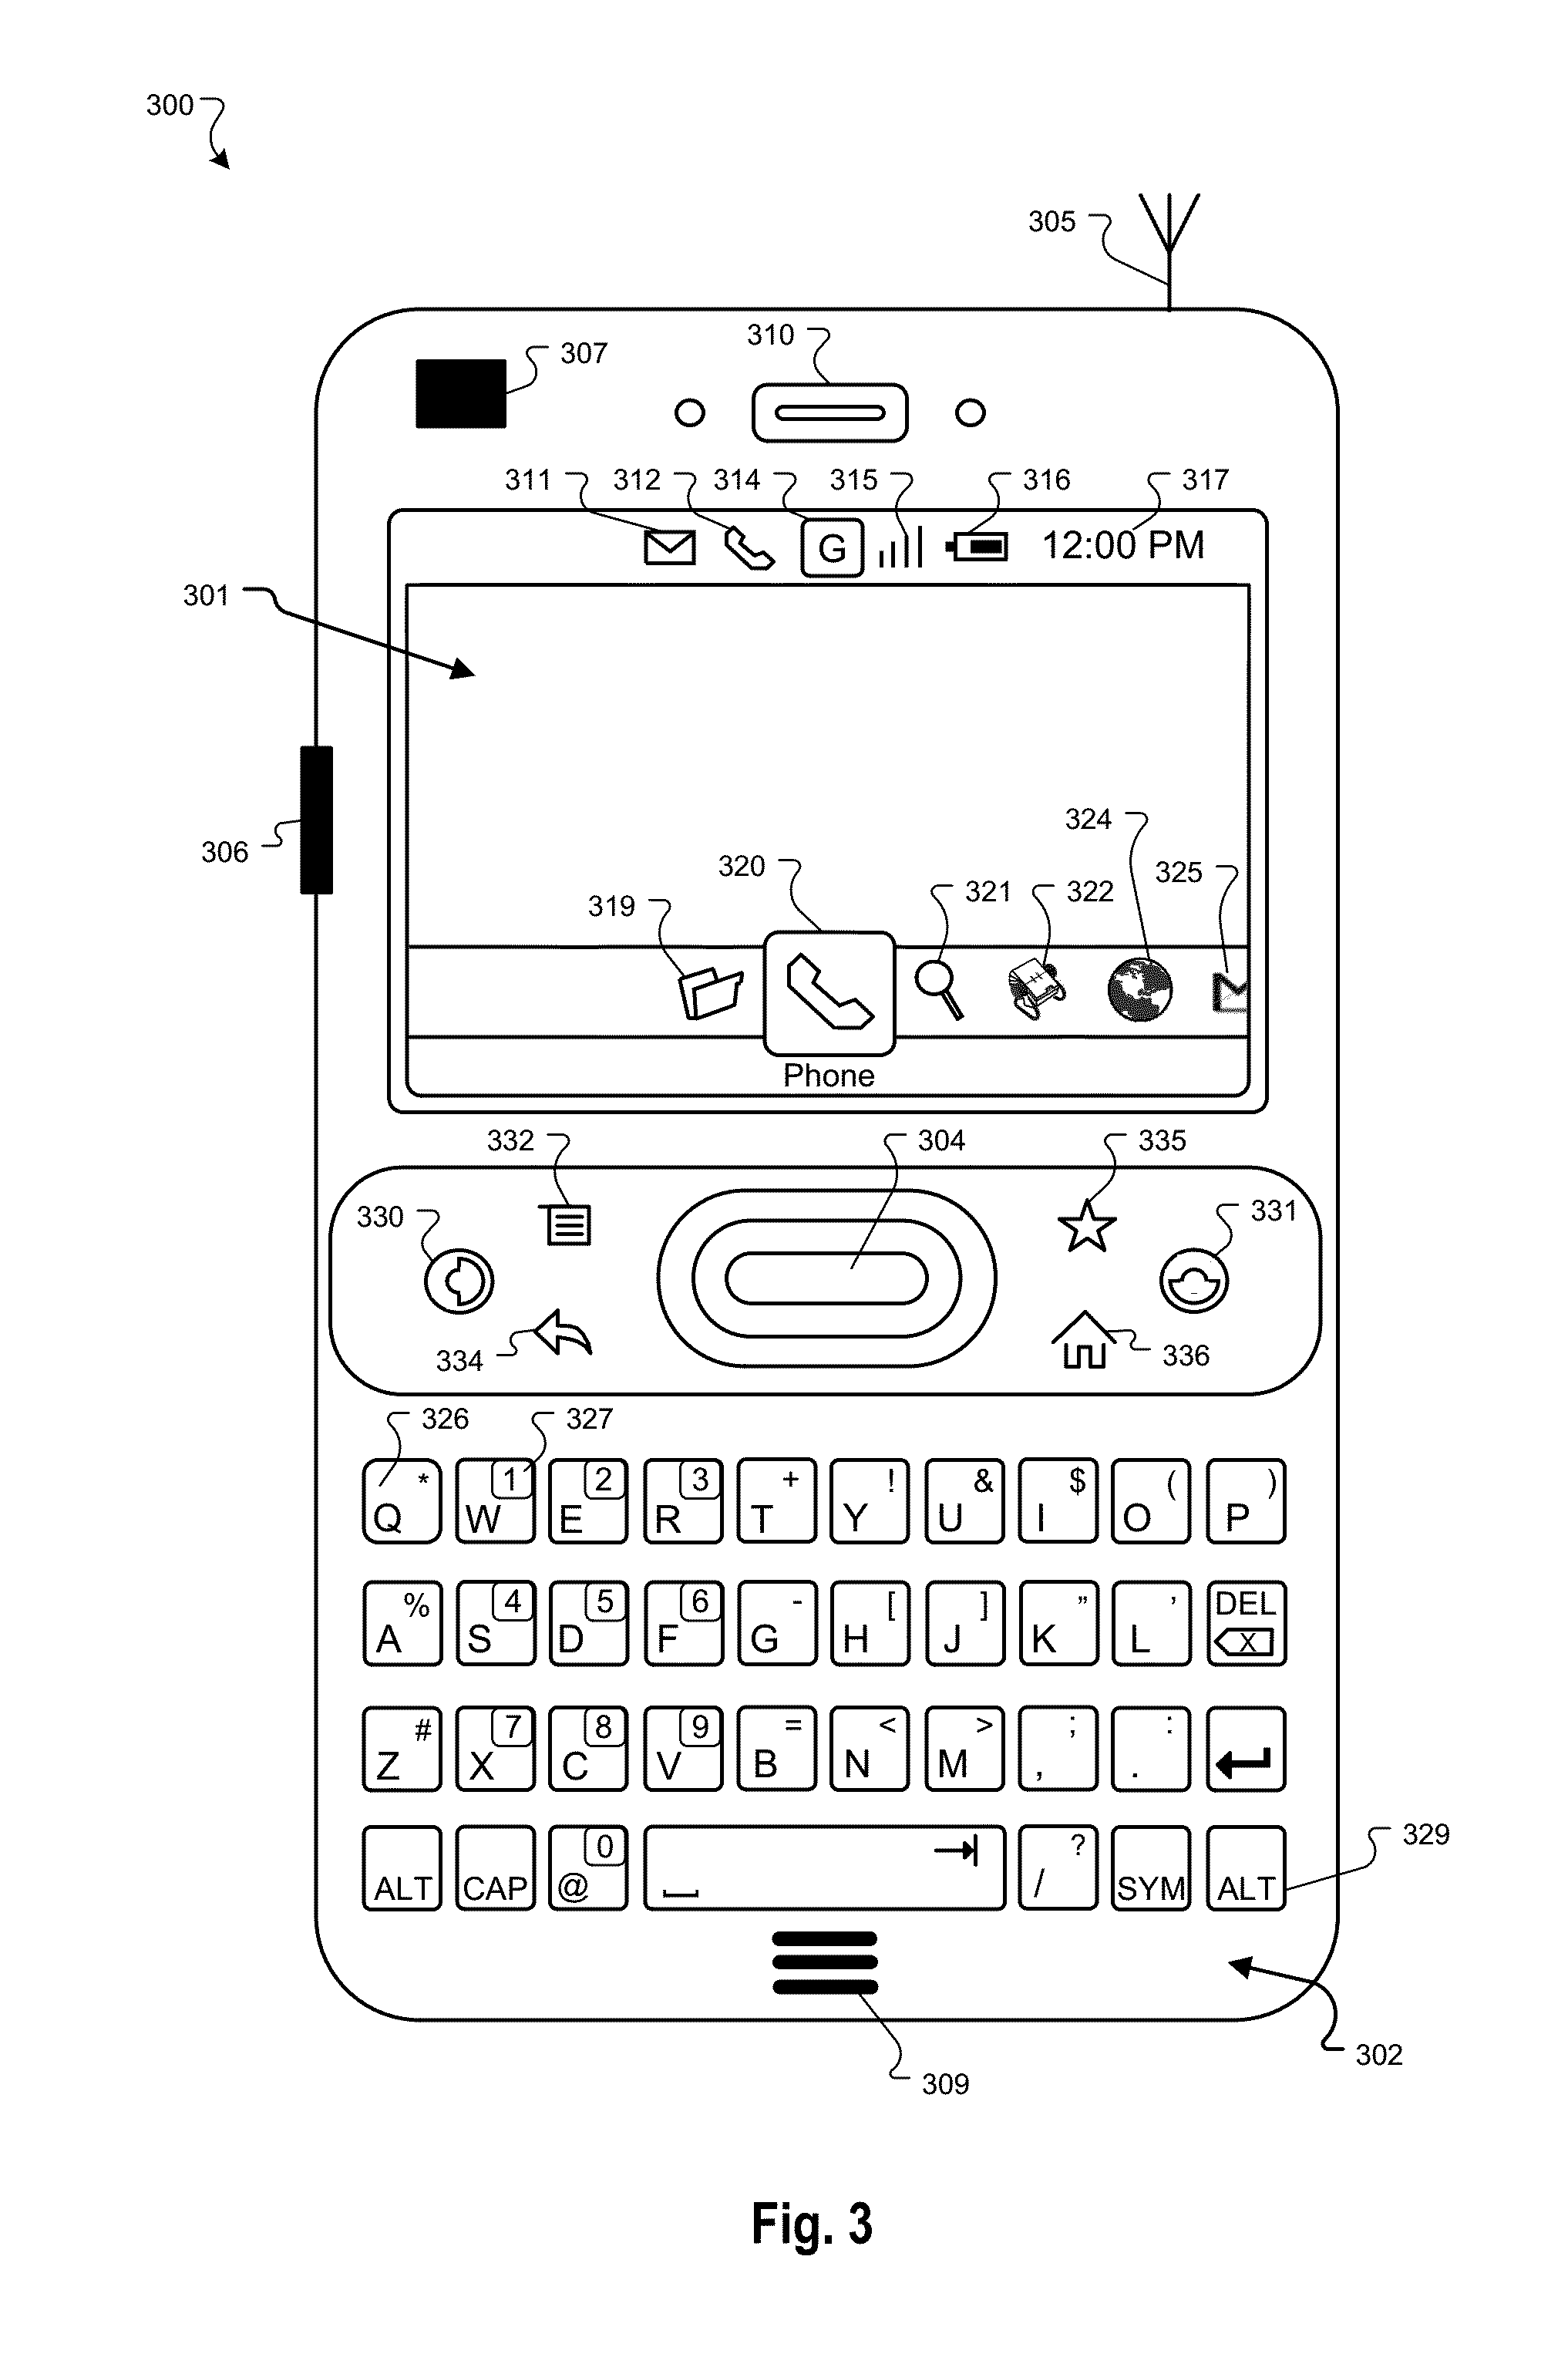 300
305
310
307
311 312 314 315 316 317
G 12:00 PM
301
324
306
320
325
321 322
319
Phone
332 304 335
330 331
334 336
326 327
* 1 2 3 + ! & $ ( )
Q W E R T Y U I O P
% 4 5 6 - [ ] ” ’ DEL
A S D F G H J K L X
# 7 8 9 = < > ; :
Z X C V B N M , .
0 ?
ALT CAP @ / SYM ALT
329
302
309
Fig. 3